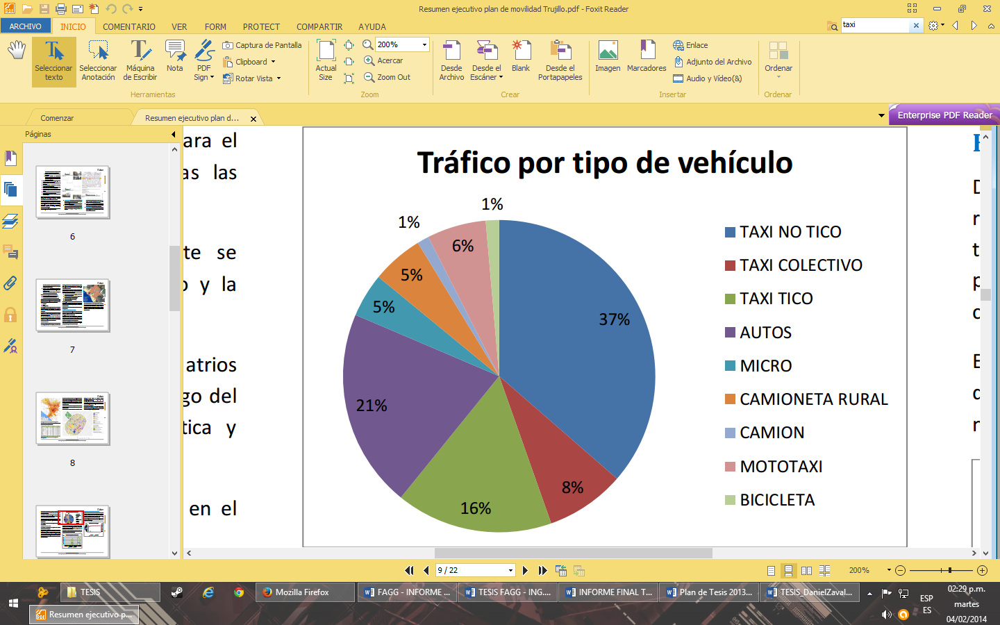 Resumen ejecutivo plan de movilidad Trujillo.pdf - Foxit Reader
ARCHIVO INICIO COMENTARIO VER FORM PROTECT COMPARTIR AYUDA
taxi
Seleccionar texto
Seleccionar Anotación
Máquina de Escribir
Nota
PDF Sign
Captura de Pantalla
Clipboard
Rotar Vista
Herramientas
Actual Size
200%
Acercar
Zoom Out
Zoom
Desde Archivo
Desde el Escáner
Blank
Desde el Portapapeles
Crear
Imagen
Marcadores
Enlace
Adjunto del Archivo
Audio y Vídeo(&)
Insertar
Ordenar
Ordenar
Comenzar
Resumen ejecutivo plan d...
Enterprise PDF Reader
Páginas
6
7
8
ara el
as las
te se
o y la
atrios
go del
tica y
en el
Tráfico por tipo de vehículo
1%
1%
6%
5%
5%
37%
21%
8%
16%
TAXI NO TICO
TAXI COLECTIVO
TAXI TICO
AUTOS
MICRO
CAMIONETA RURAL
CAMION
MOTOTAXI
BICICLETA
D
r
t
p
c
E
d
n
9 / 22
200%
TESIS
Mozilla Firefox
FAGG - INFORME ...
TESIS FAGG - ING....
INFORME FINAL T...
Plan de Tesis 2013...
TESIS_DanielZaval...
Resumen ejecutivo p...
ESP
ES
02:29 p.m.
martes
04/02/2014